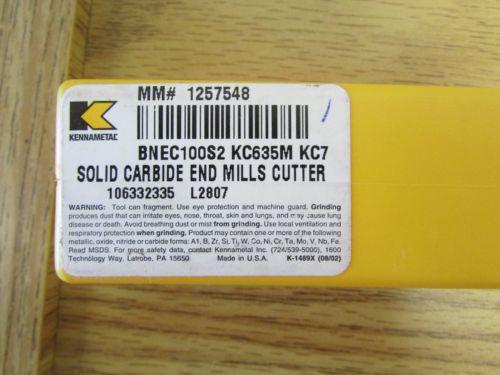 MM# 1257548
KENNAMETAL
BNEC100S2 KC635M KC7
SOLID CARBIDE END MILLS CUTTER
106332335 L2807
WARNING: Tool can fragment. Use eye protection and machine guard. Grinding
produces dust that can irritate eyes, nose, throat, skin and lungs, and may cause lung
disease or death. Avoid breathing dust or mist from grinding. Use local ventilation and
respiratory protection when grinding. Product may contain one or more of the following
metallic, oxide, nitride or carbide forms: A1, B, Zr, Si, Ti, W, Co, Ni, Cr, Ta, Mo, V, Nb, Fe.
Read MSDS. For more safety data, contact Kennametal Inc. (724/539-5000), 1600
Technology Way, Latrobe, PA 15650 Made in U.S.A. K-1489X (08/02)